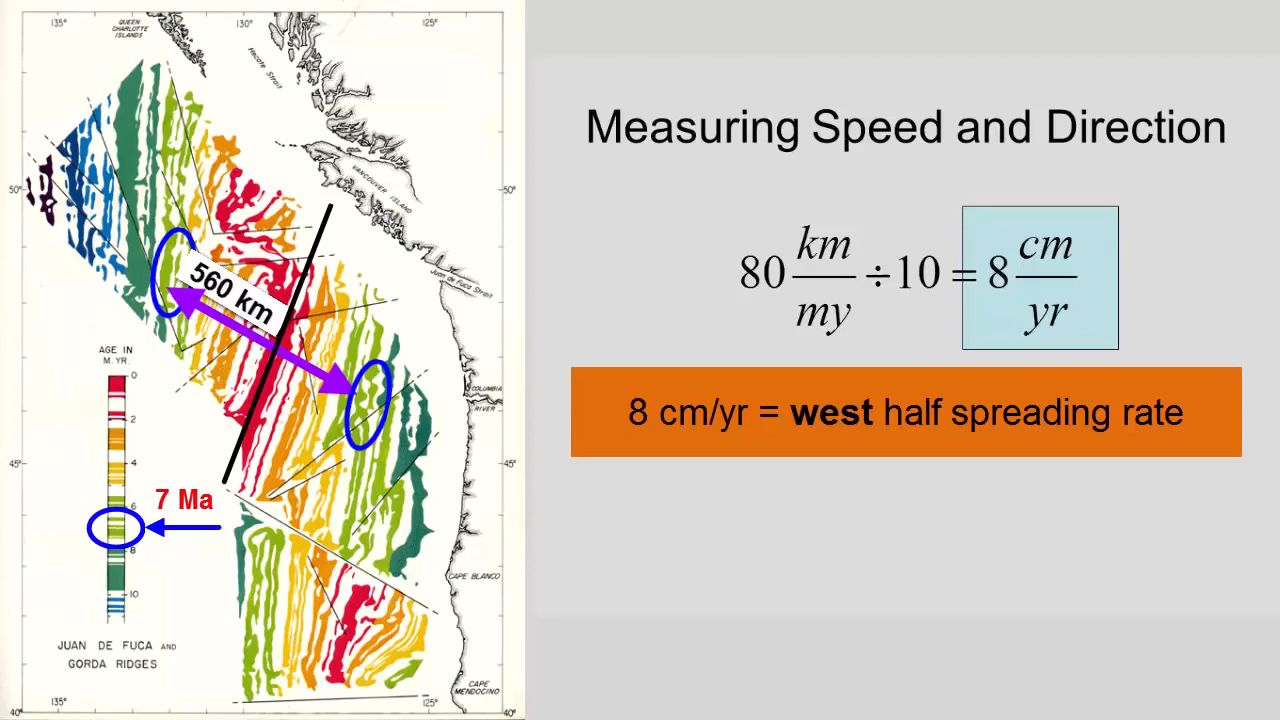 135°
130°
125°
QUEEN
CHARLOTTE
ISLANDS
Hecate Strait
VANCOUVER ISLAND
50°
50°
Juan de Fuca Strait
560 km
AGE IN
M. YR.
0
2
4
6
8
10
COLUMBIA
RIVER
45°
45°
7 Ma
CAPE BLANCO
JUAN DE FUCA AND
GORDA RIDGES
CAPE
MENDOCINO
135°
125°
40°
40°
Measuring Speed and Direction
80 km/my ÷ 10 = 8 cm/yr
8 cm/yr = west half spreading rate